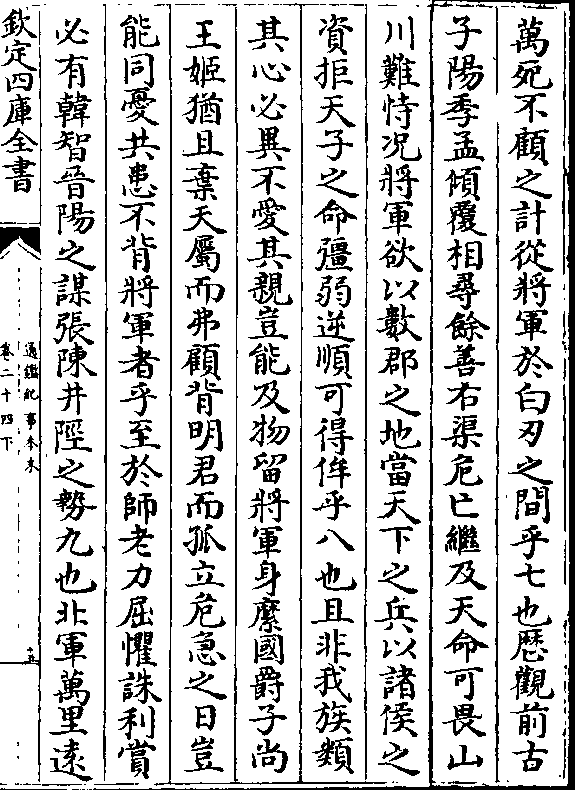 萬死不顧之計從將軍於白刃之間乎七也歴觀前古
子陽季孟傾覆相尋餘善右渠危亡繼及天命可畏山
川難恃况將軍欲以數郡之地當天下之兵以諸侯之
資拒天子之命彊弱逆順可得侔乎八也且非我族類
其心必異不愛其親豈能及物留將軍身縻國爵子尚
王姬猶且棄天屬而弗顧背明君而孤立危急之日豈
能同憂共患不背將軍者乎至於師老力屈懼誅利賞
必有韓智晉陽之謀張陳井陘之勢九也北軍萬里逺
欽定四庫全書
通鑑紀事本末
卷二十四下
十五